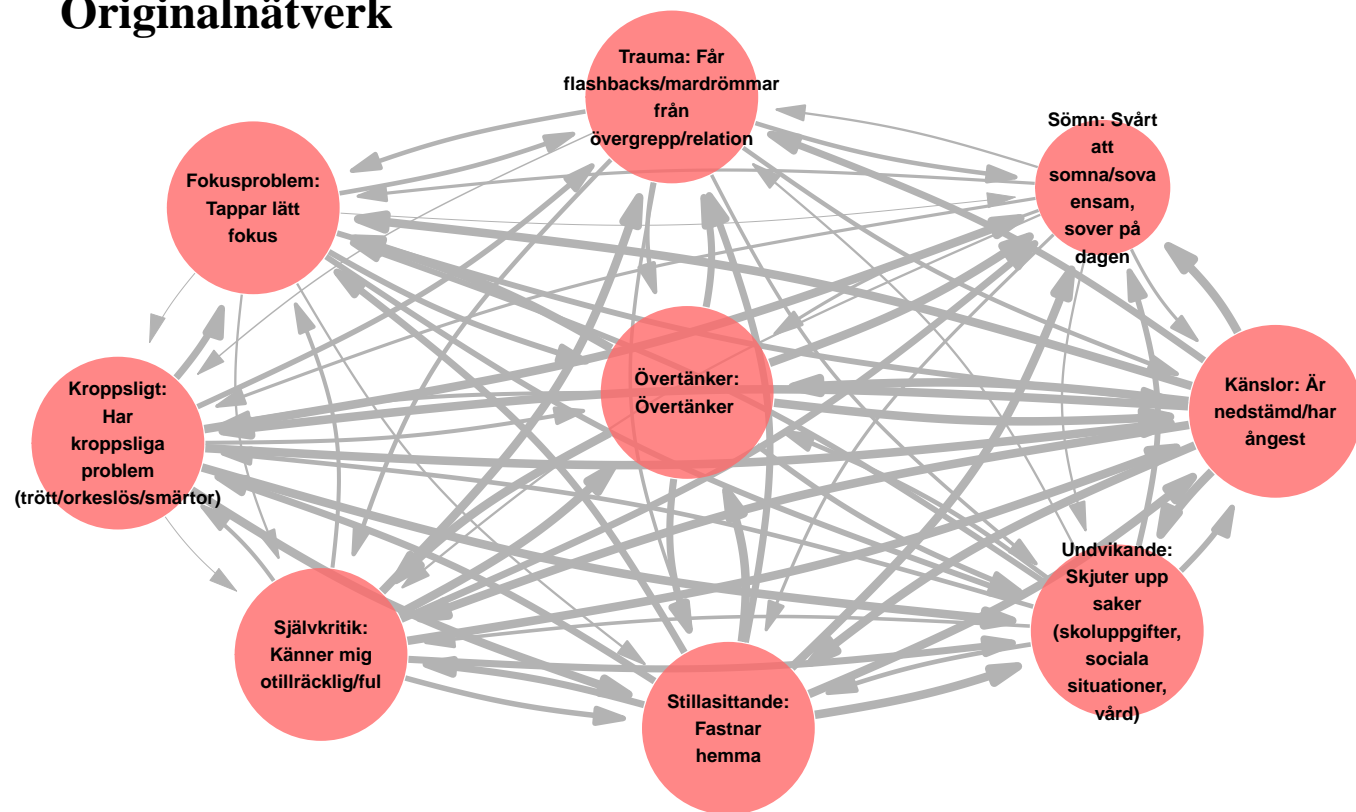 Originalnätverk
Trauma: Får
flashbacks/mardrömmar
från
övergrepp/relation
Sömn: Svårt
att
somna/sova
ensam,
sover på
dagen
Fokusproblem:
Tappar lätt
fokus
Övertänker:
Övertänker
Känslor: Är
nedstämd/har
ångest
Kroppsligt:
Har
kroppsliga
problem
(trött/orkeslös/smärtor)
Undvikande:
Skjuter upp
saker
(skoluppgifter,
sociala
situationer,
vård)
Självkritik:
Känner mig
otillräcklig/ful
Stillasittande:
Fastnar
hemma